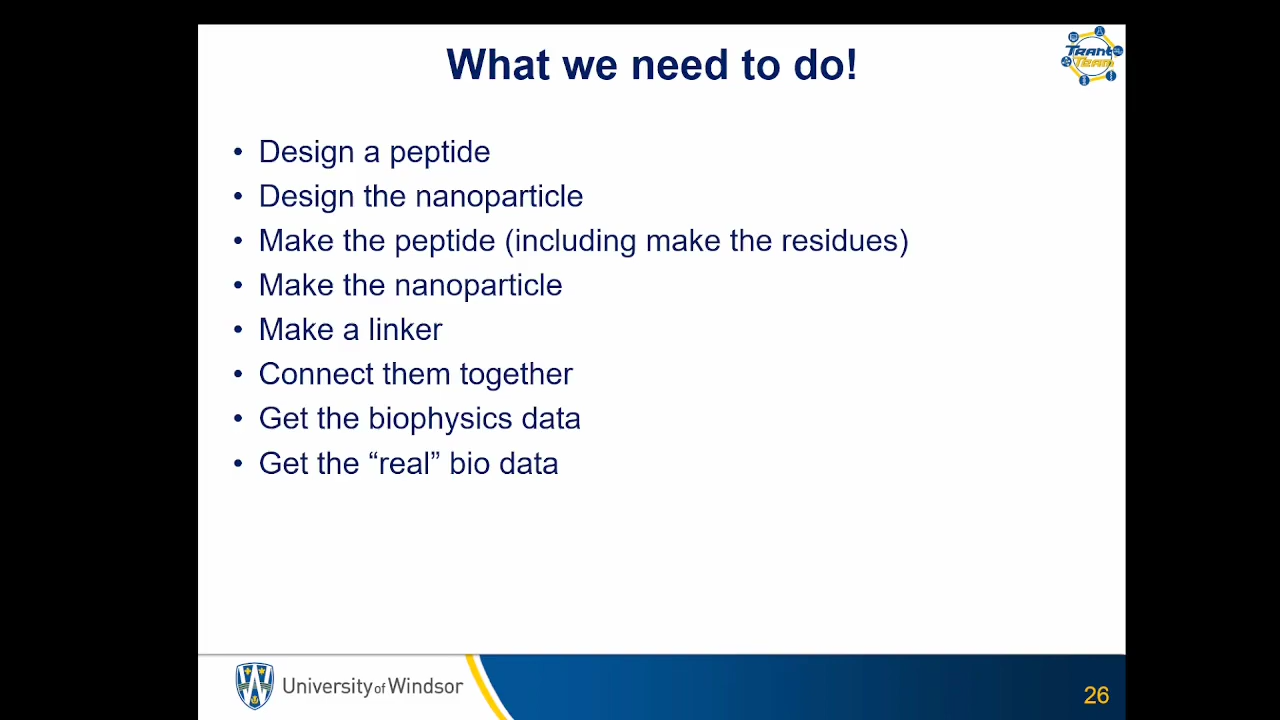 What we need to do!
Trant
Team
• Design a peptide
• Design the nanoparticle
• Make the peptide (including make the residues)
• Make the nanoparticle
• Make a linker
• Connect them together
• Get the biophysics data
• Get the “real” bio data
University of Windsor
26